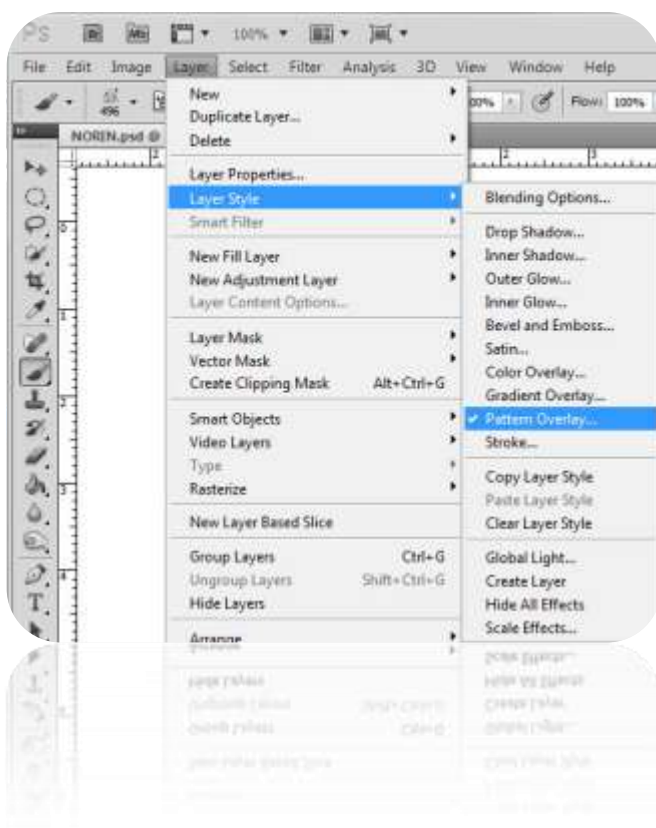 PS Br Mb 100%
File Edit Image Layer Select Filter Analysis 3D View Window Help
496 Flow: 100%
NOREN.psd @
New
Duplicate Layer...
Delete
Layer Properties...
Layer Style
Smart Filter
New Fill Layer
New Adjustment Layer
Layer Content Options...
Layer Mask
Vector Mask
Create Clipping Mask Alt+Ctrl+G
Smart Objects
Video Layers
Type
Rasterize
New Layer Based Slice
Group Layers Ctrl+G
Ungroup Layers Shift+Ctrl+G
Hide Layers
Arrange
Blending Options...
Drop Shadow...
Inner Shadow...
Outer Glow...
Inner Glow...
Bevel and Emboss...
Satin...
Color Overlay...
Gradient Overlay...
Pattern Overlay...
Stroke...
Copy Layer Style
Paste Layer Style
Clear Layer Style
Global Light...
Create Layer
Hide All Effects
Scale Effects...